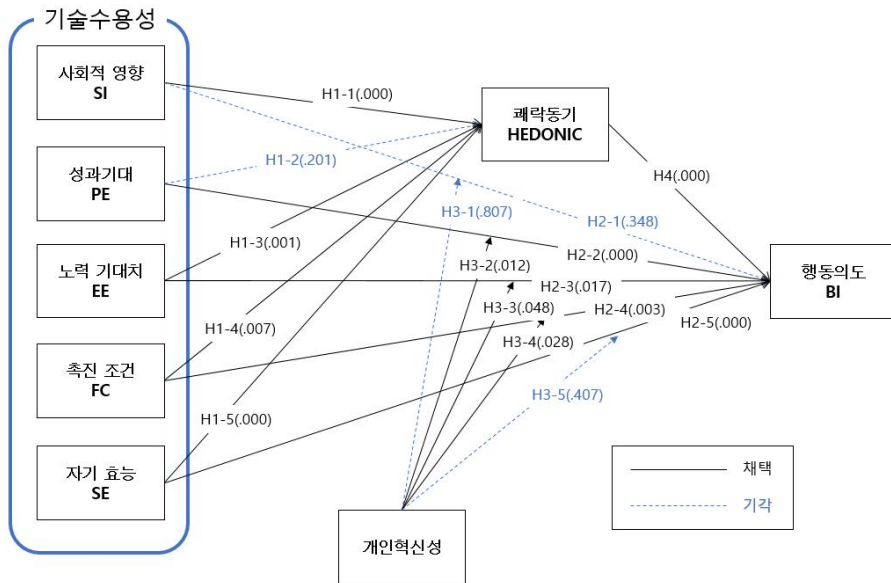 기술수용성
사회적 영향
SI
H1-1(.000)
쾌락동기
HEDONIC
성과기대
PE
H1-2(.201)
H4(.000)
H3-1(.807)
H2-1(.348)
H1-3(.001)
H2-2(.000)
노력 기대치
EE
H3-2(.012)
H2-3(.017)
행동의도
BI
H3-3(.048)
H2-4(.003)
H1-4(.007)
H2-5(.000)
H3-4(.028)
촉진 조건
FC
H3-5(.407)
H1-5(.000)
자기 효능
SE
채택
기각
개인혁신성